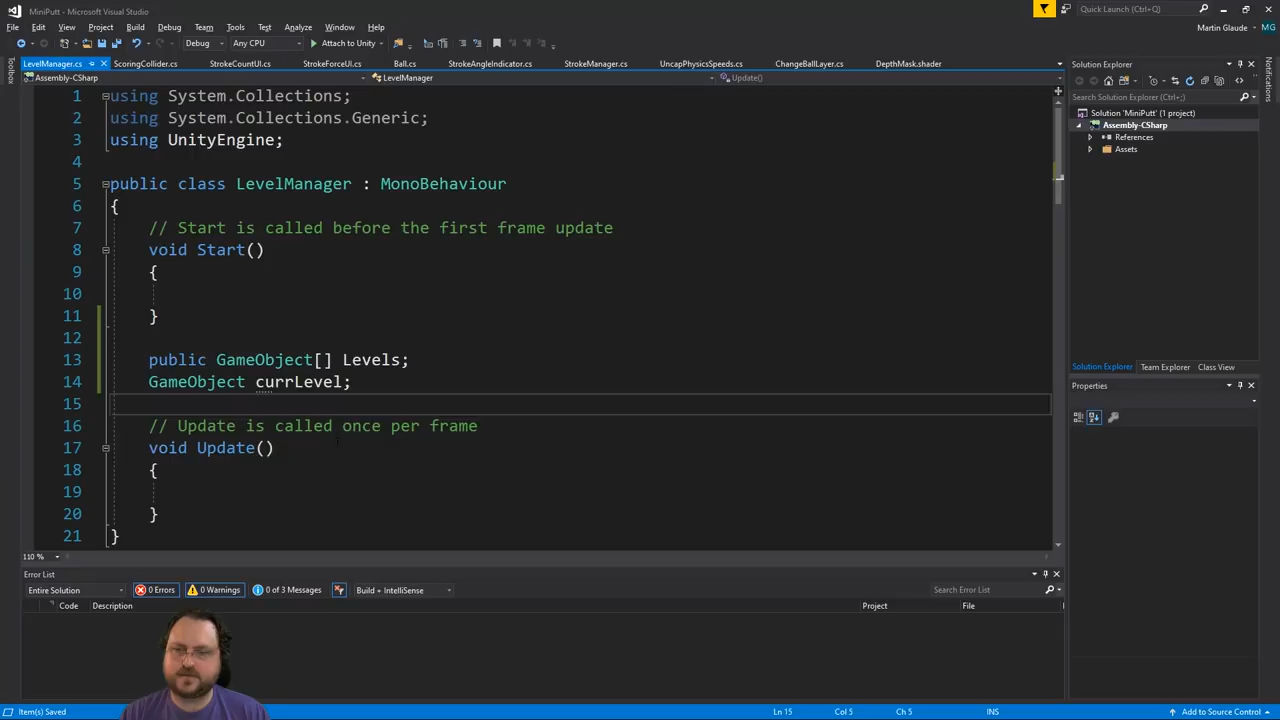 MiniPutt - Microsoft Visual Studio
Quick Launch (Ctrl+;)
File Edit View Project Build Debug Team Tools Test Analyze Window Help
Martin Glaude MG
Debug Any CPU Attach to Unity
Toolbox
LevelManager.cs ScoringCollider.cs StrokeCountUI.cs StrokeForceUI.cs Ball.cs StrokeAngleIndicator.cs StrokeManager.cs UncapPhysicsSpeeds.cs ChangeBallLayer.cs DepthMask.shader
Assembly-CSharp LevelManager Update()
1 using System.Collections;
2 using System.Collections.Generic;
3 using UnityEngine;
4
5 public class LevelManager : MonoBehaviour
6 {
7 // Start is called before the first frame update
8 void Start()
9 {
10
11 }
12
13 public GameObject[] Levels;
14 GameObject currLevel;
15
16 // Update is called once per frame
17 void Update()
18 {
19
20 }
21 }
110 %
Solution Explorer
Search Solution Explorer (Ctrl+;)
Solution 'MiniPutt' (1 project)
Assembly-CSharp
References
Assets
Solution Explorer Team Explorer Class View
Properties
Notifications
Error List
Entire Solution 0 Errors 0 Warnings 0 of 3 Messages Build + IntelliSense Search Error List
Code Description Project File
Item(s) Saved Ln 15 Col 5 Ch 5 INS Add to Source Control